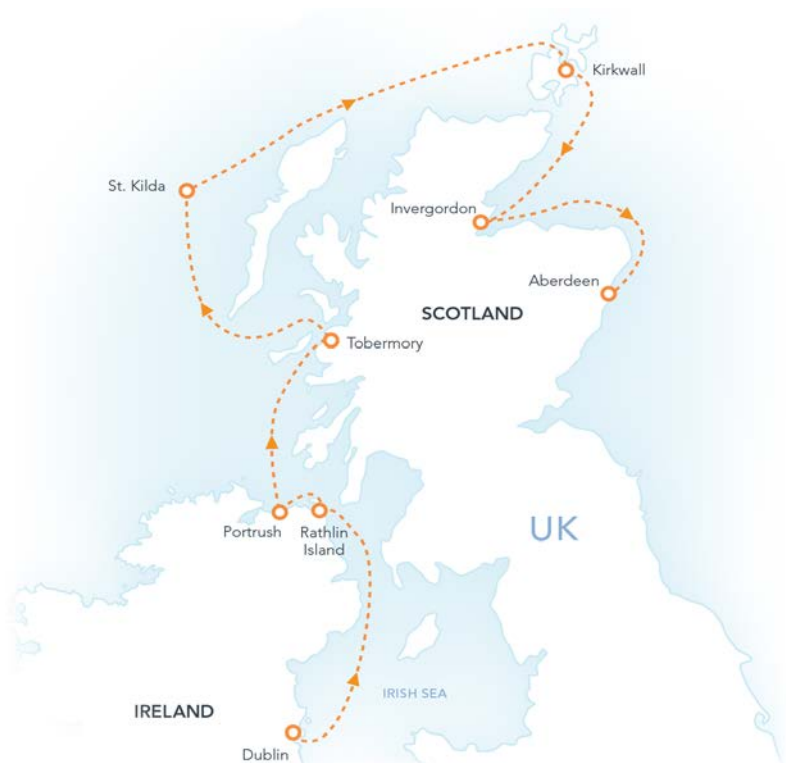 Kirkwall
St. Kilda
Invergordon
Aberdeen
SCOTLAND
Tobermory
Portrush
Rathlin
Island
UK
IRISH SEA
IRELAND
Dublin